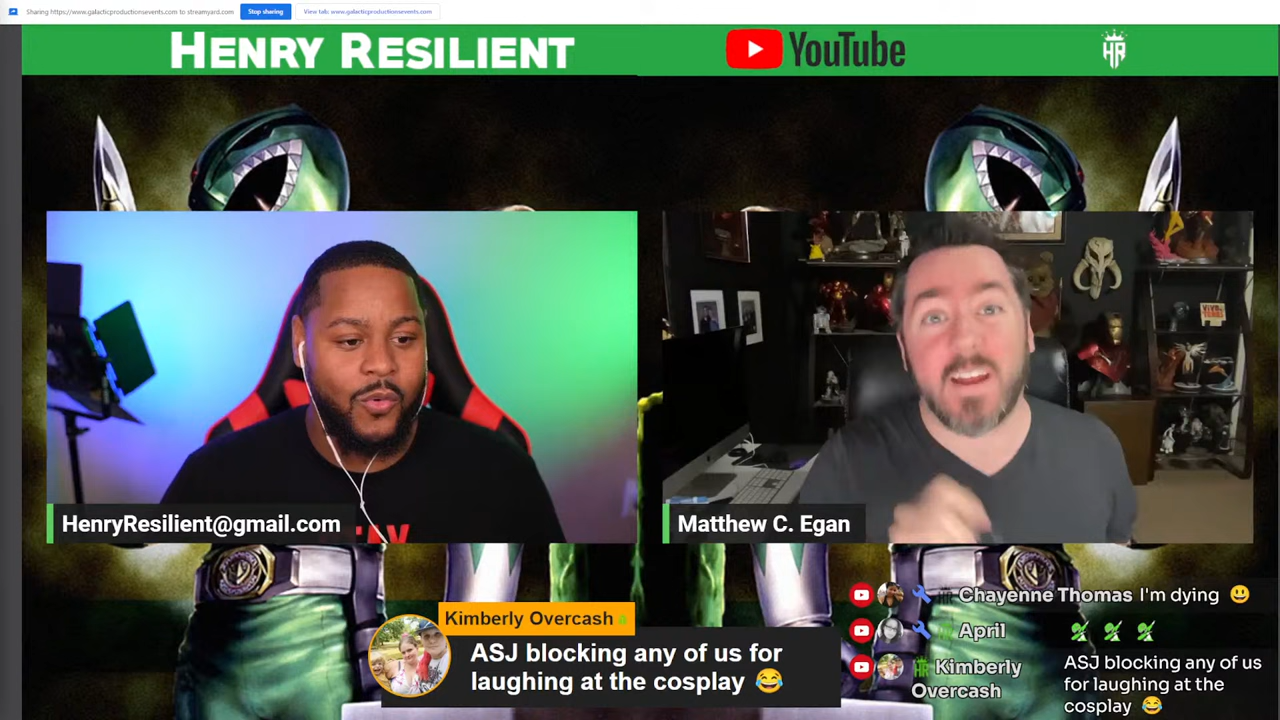 Sharing https://www.galacticproductionsevents.com to streamyard.com
Stop sharing
View tab: www.galacticproductionsevents.com
HENRY RESILIENT
YouTube
HR
VIVE
HenryResilient@gmail.com
Matthew C. Egan
Kimberly Overcash
ASJ blocking any of us for
laughing at the cosplay 😂
Chayenne Thomas I'm dying 😃
April
Kimberly
Overcash
ASJ blocking any of us
for laughing at the
cosplay 😂